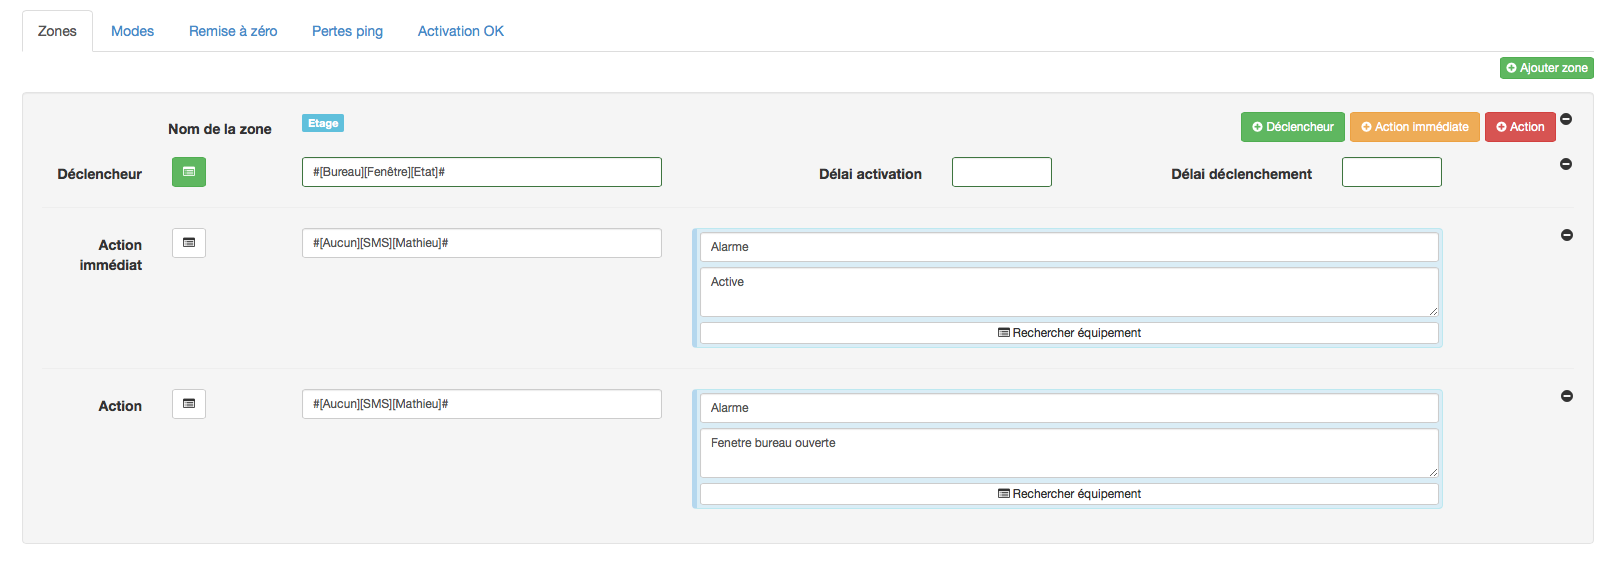 Zones Modes Remise à zéro Pertes ping Activation OK
Ajouter zone
Nom de la zone Etage Déclencheur Action immédiate Action
Déclencheur #[Bureau][Fenêtre][Etat]# Délai activation Délai déclenchement
Action immédiat #[Aucun][SMS][Mathieu]# Alarme
Active
Rechercher équipement
Action #[Aucun][SMS][Mathieu]# Alarme
Fenetre bureau ouverte
Rechercher équipement